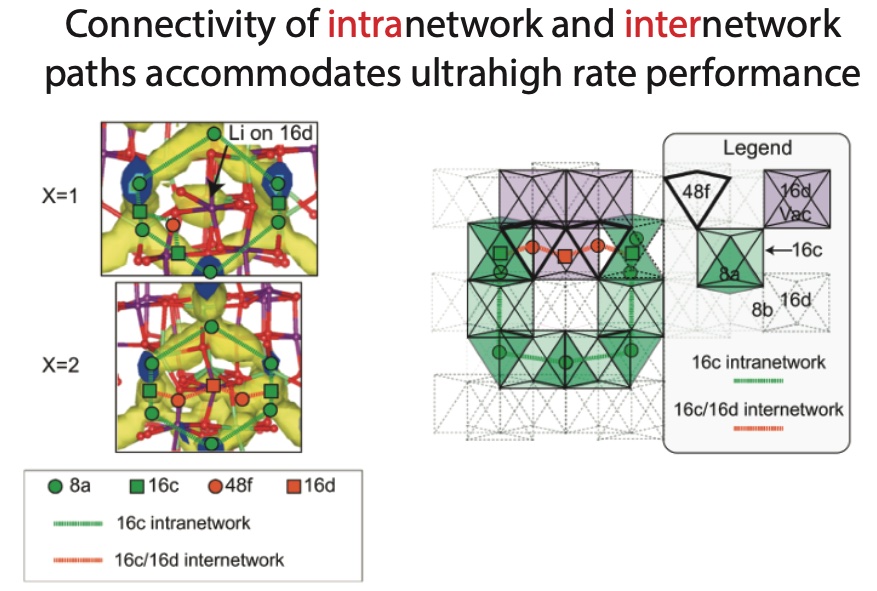 Connectivity of intranetwork and internetwork
paths accommodates ultrahigh rate performance
Li on 16d
X=1
X=2
8a 16c 48f 16d
16c intranetwork
16c/16d internetwork
Legend
48f
16d
Vac
16c
8a
8b 16d
16c intranetwork
16c/16d internetwork